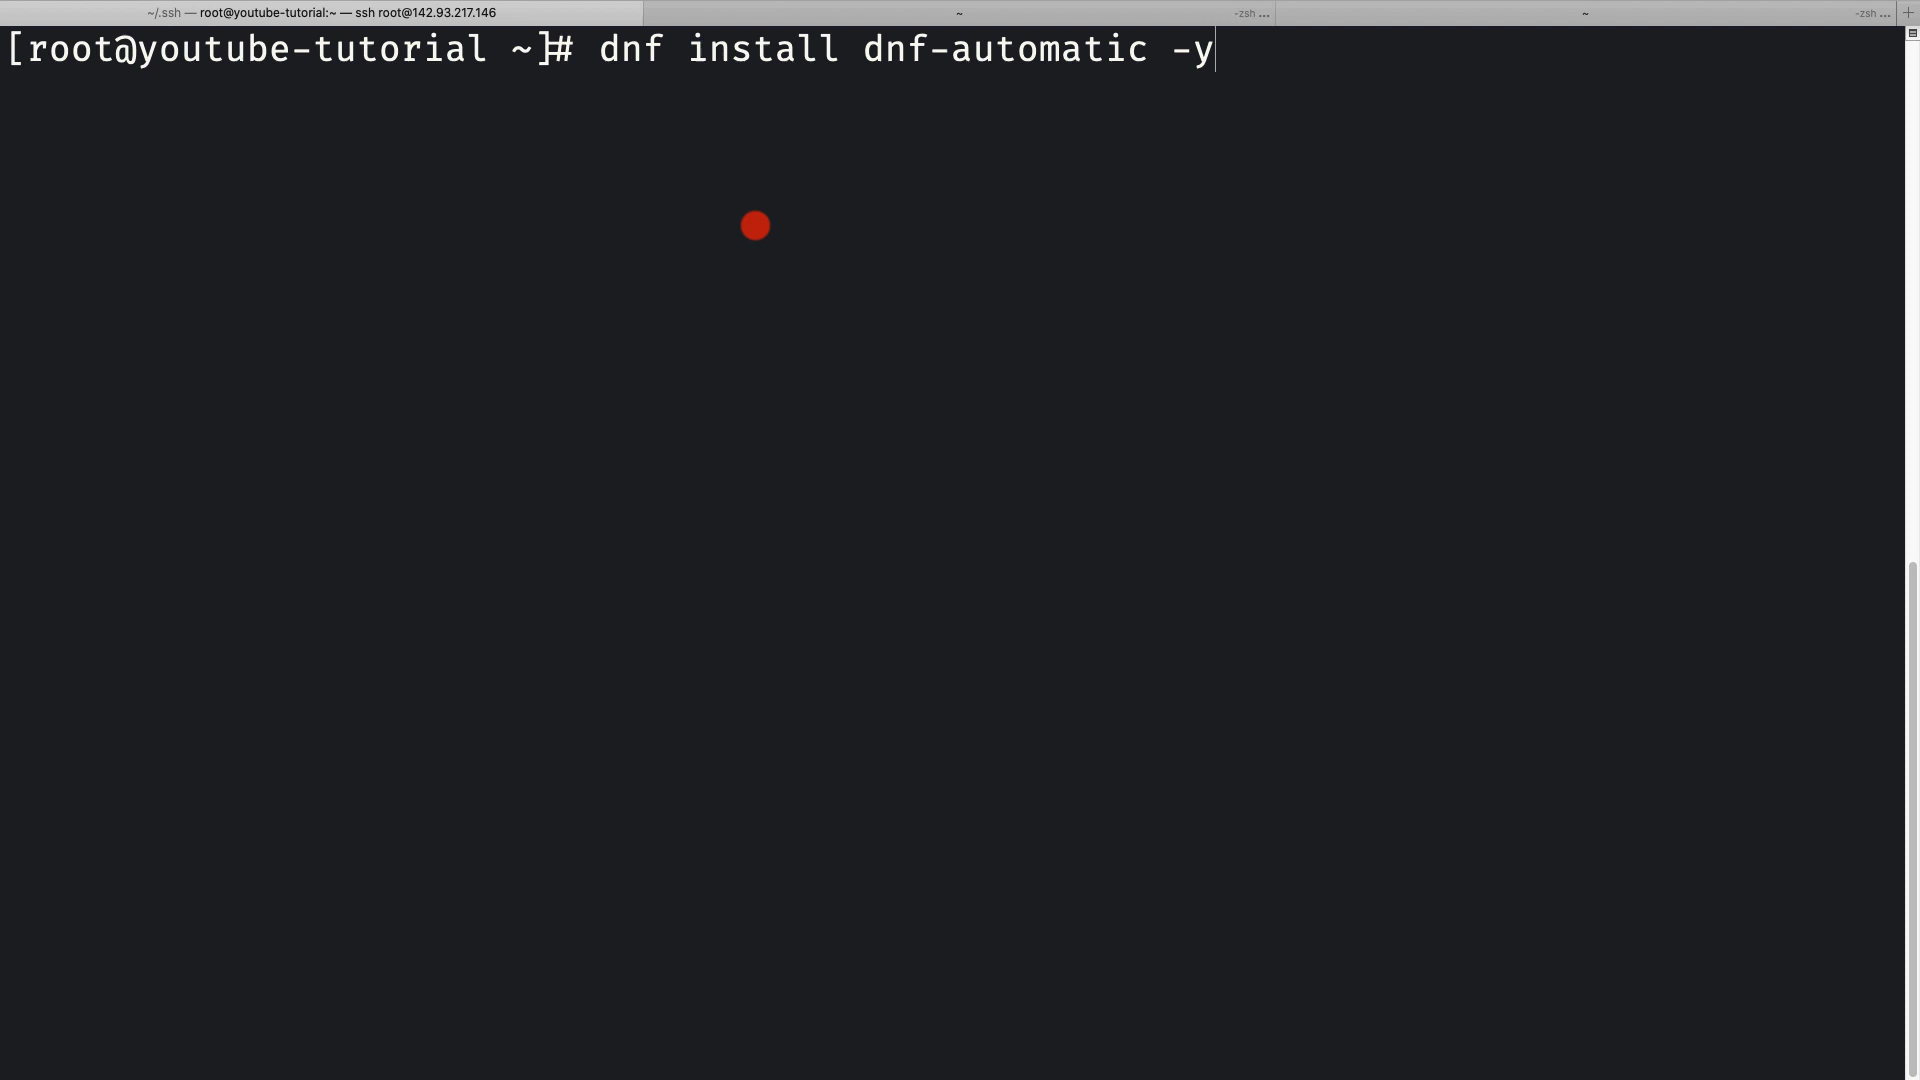 ~/.ssh — root@youtube-tutorial:~ — ssh root@142.93.217.146
~
-zsh ...
~
-zsh ...
[root@youtube-tutorial ~]# dnf install dnf-automatic -y